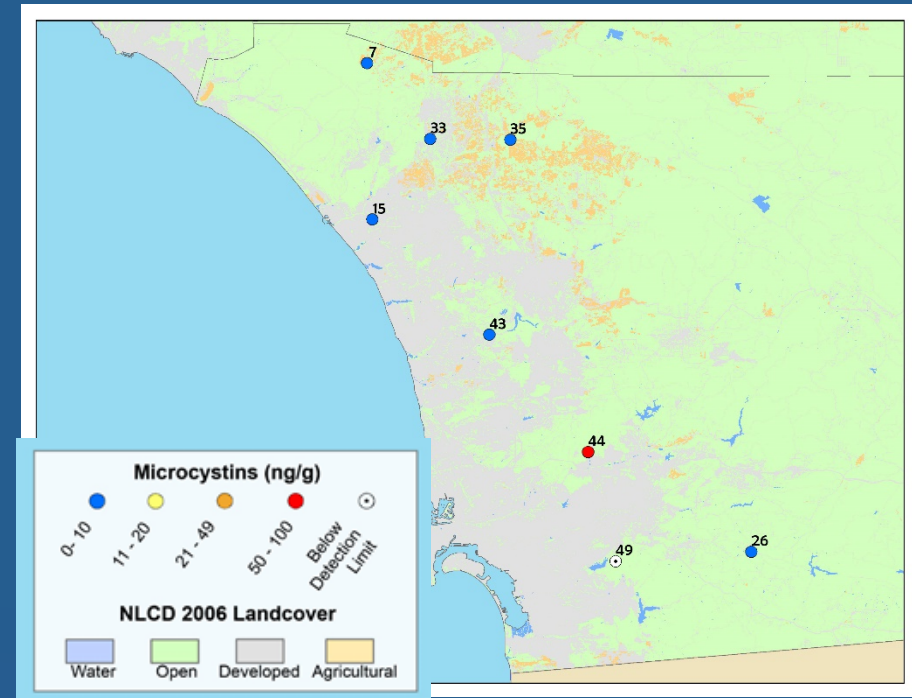 7
33
35
15
43
44
49
26
Microcystins (ng/g)
0- 10
11 - 20
21 - 49
50 - 100
Below
Detection
Limit
NLCD 2006 Landcover
Water Open Developed Agricultural